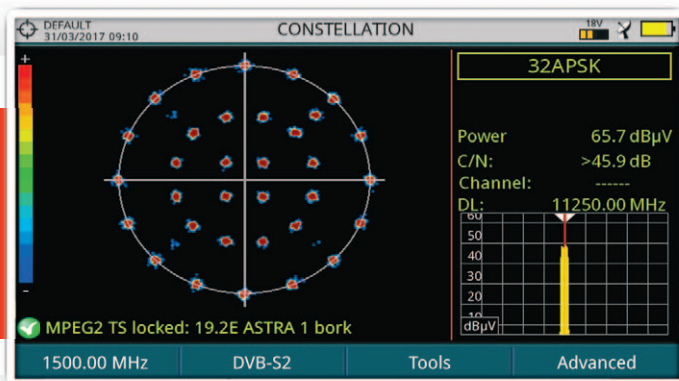 DEFAULT
31/03/2017 09:10
CONSTELLATION
18V
+
-
32APSK
Power 65.7 dBµV
C/N: >45.9 dB
Channel: ------
DL: 11250.00 MHz
60
50
40
30
20
10
dBµV
MPEG2 TS locked: 19.2E ASTRA 1 bork
1500.00 MHz DVB-S2 Tools Advanced